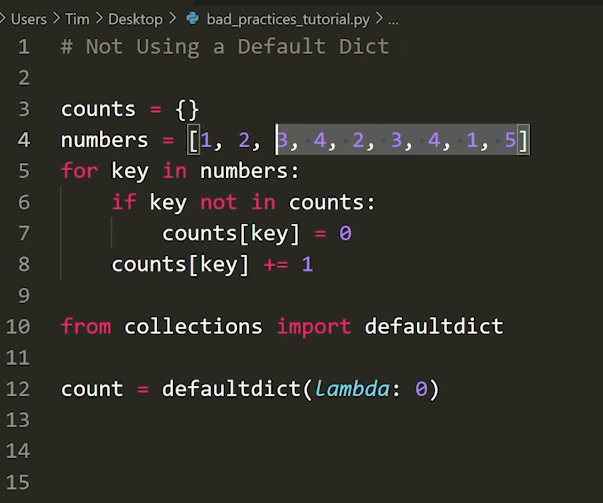 > Users > Tim > Desktop > bad_practices_tutorial.py > ...
1 # Not Using a Default Dict
2
3 counts = {}
4 numbers = [1, 2, 3, 4, 2, 3, 4, 1, 5]
5 for key in numbers:
6     if key not in counts:
7         counts[key] = 0
8     counts[key] += 1
9
10 from collections import defaultdict
11
12 count = defaultdict(lambda: 0)
13
14
15